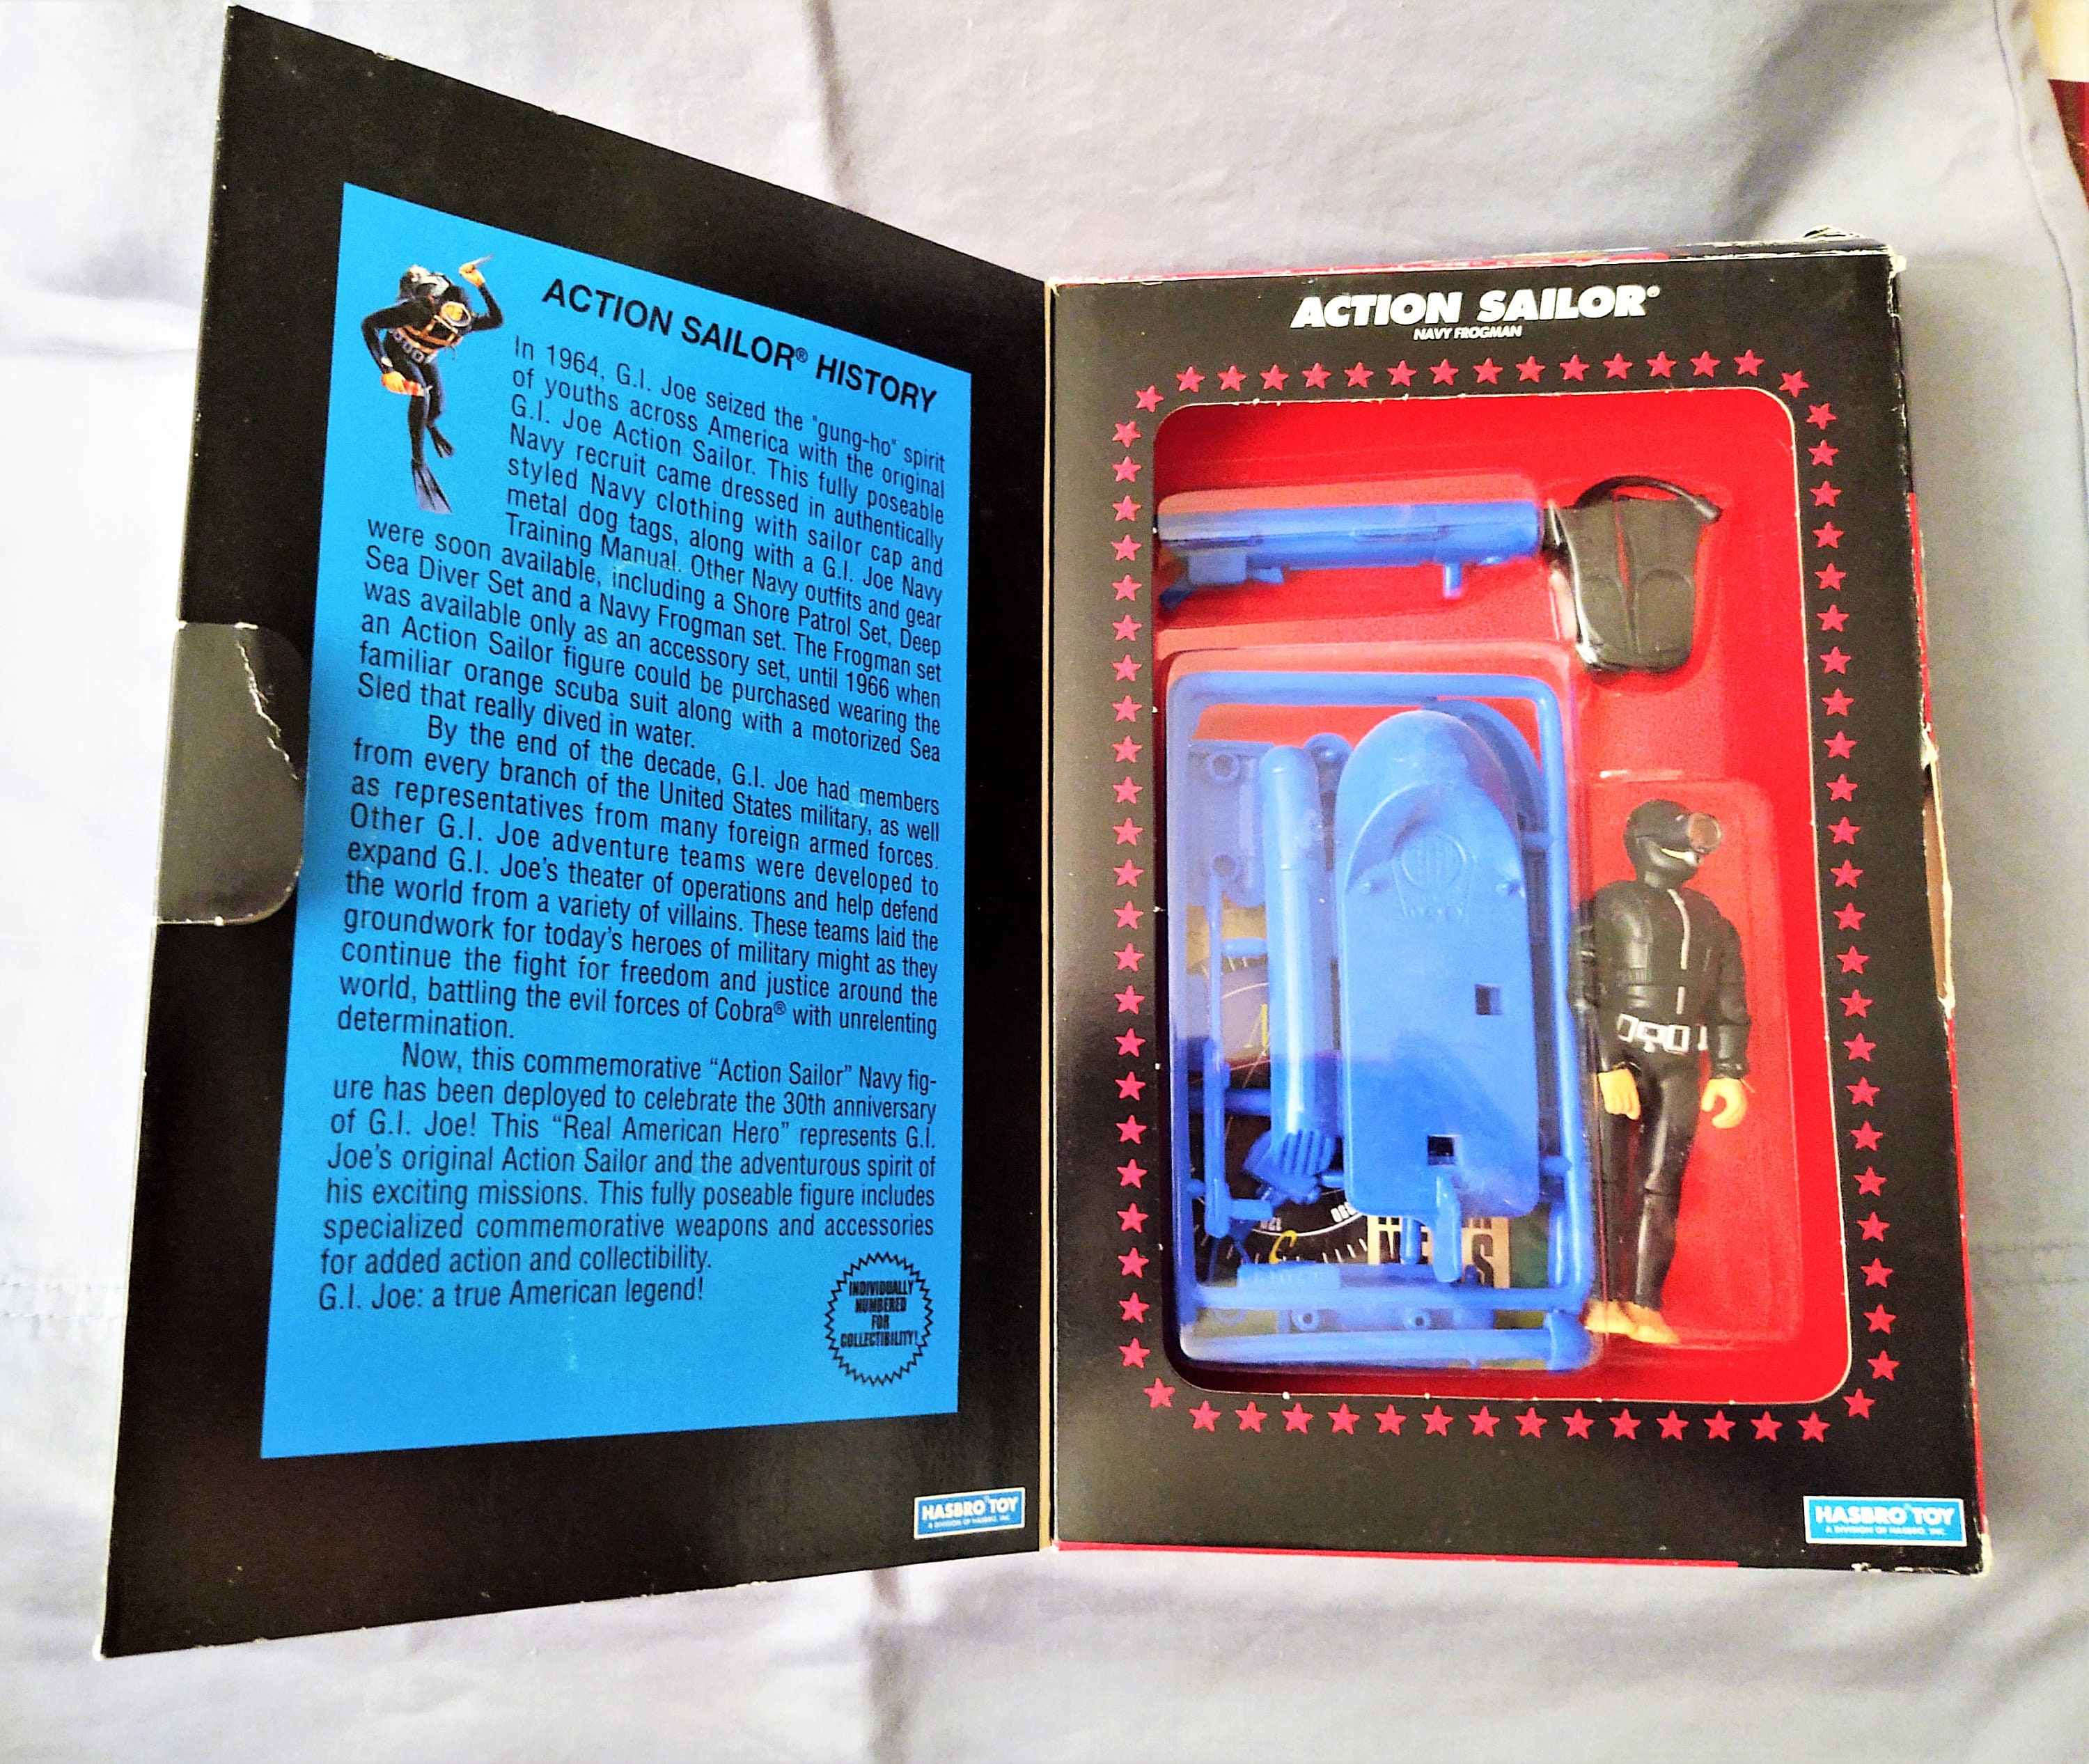 ACTION SAILOR® HISTORY
In 1964, G.I. Joe seized the "gung-ho" spirit
of youths across America with the original
G.I. Joe Action Sailor. This fully poseable
Navy recruit came dressed in authentically
styled Navy clothing with sailor cap and
metal dog tags, along with a G.I. Joe Navy
Training Manual. Other Navy outfits and gear
were soon available, including a Shore Patrol Set, Deep
Sea Diver Set and a Navy Frogman set. The Frogman set
was available only as an accessory set, until 1966 when
an Action Sailor figure could be purchased wearing the
familiar orange scuba suit along with a motorized Sea
Sled that really dived in water.
By the end of the decade, G.I. Joe had members
from every branch of the United States military, as well
as representatives from many foreign armed forces.
Other G.I. Joe adventure teams were developed to
expand G.I. Joe's theater of operations and help defend
the world from a variety of villains. These teams laid the
groundwork for today's heroes of military might as they
continue the fight for freedom and justice around the
world, battling the evil forces of Cobra® with unrelenting
determination.
Now, this commemorative “Action Sailor” Navy fig-
ure has been deployed to celebrate the 30th anniversary
of G.I. Joe! This “Real American Hero” represents G.I.
Joe's original Action Sailor and the adventurous spirit of
his exciting missions. This fully poseable figure includes
specialized commemorative weapons and accessories
for added action and collectibility.
G.I. Joe: a true American legend!
INDIVIDUALLY
NUMBERED
FOR
COLLECTIBILITY!
HASBRO™TOY
A DIVISION OF HASBRO, INC.
ACTION SAILOR®
NAVY FROGMAN
HASBRO™TOY
A DIVISION OF HASBRO, INC.